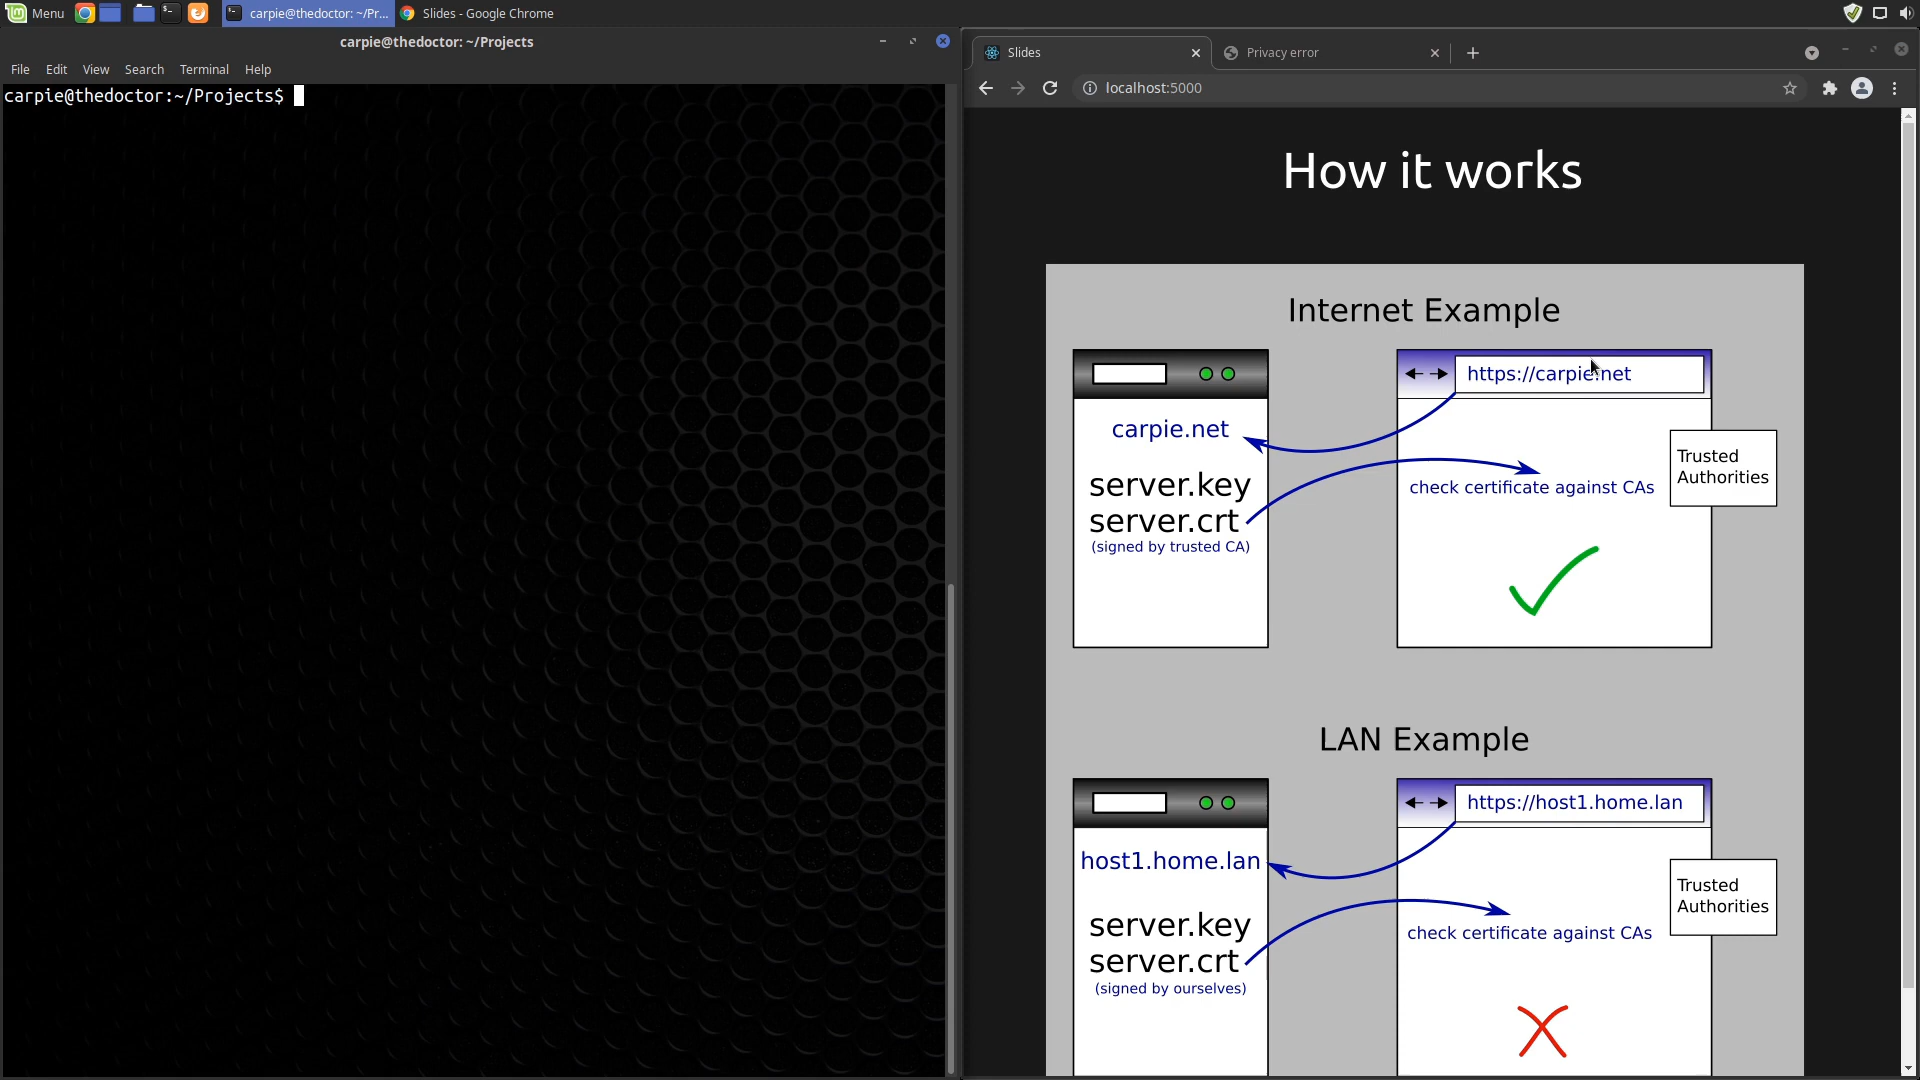 Menu
carpie@thedoctor: ~/Pr...
Slides - Google Chrome
carpie@thedoctor: ~/Projects
File Edit View Search Terminal Help
carpie@thedoctor:~/Projects$
Slides
Privacy error
localhost:5000
How it works
Internet Example
https://carpie.net
carpie.net
Trusted
Authorities
server.key
check certificate against CAs
server.crt
(signed by trusted CA)
LAN Example
https://host1.home.lan
host1.home.lan
Trusted
Authorities
server.key
check certificate against CAs
server.crt
(signed by ourselves)